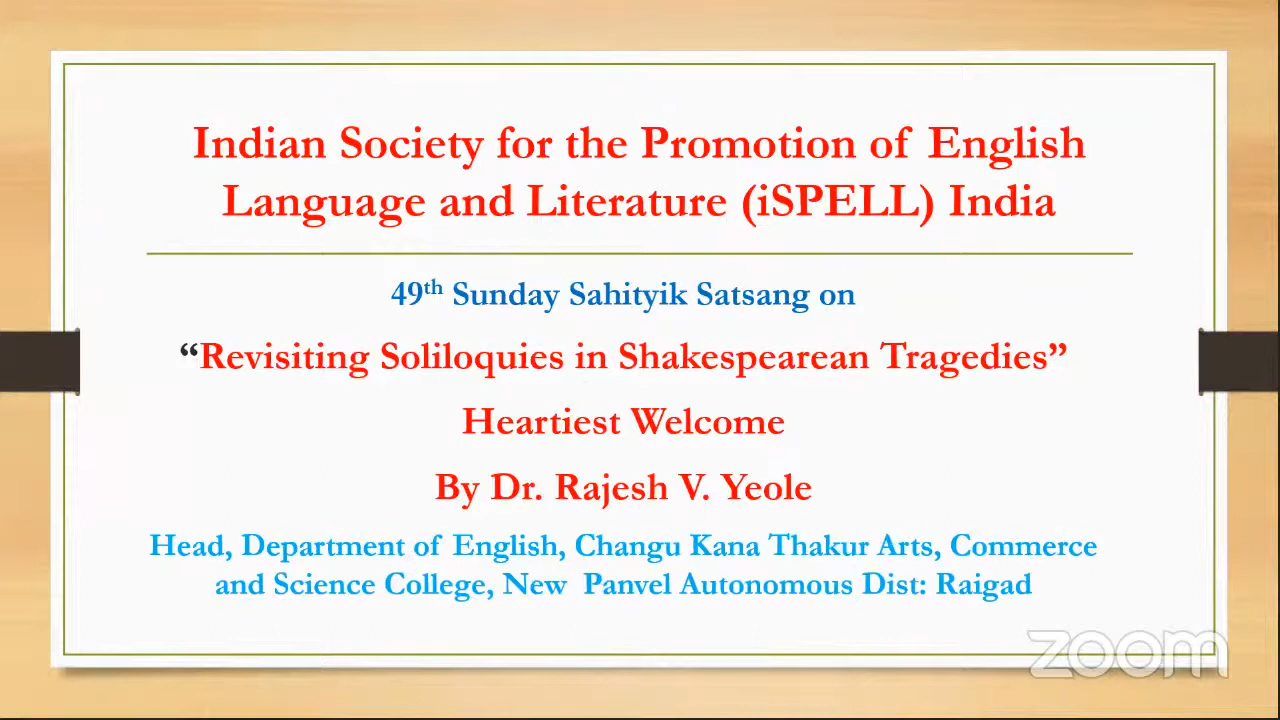 Indian Society for the Promotion of English
Language and Literature (iSPELL) India
49th Sunday Sahityik Satsang on
“Revisiting Soliloquies in Shakespearean Tragedies”
Heartiest Welcome
By Dr. Rajesh V. Yeole
Head, Department of English, Changu Kana Thakur Arts, Commerce
and Science College, New  Panvel Autonomous Dist: Raigad
zoom